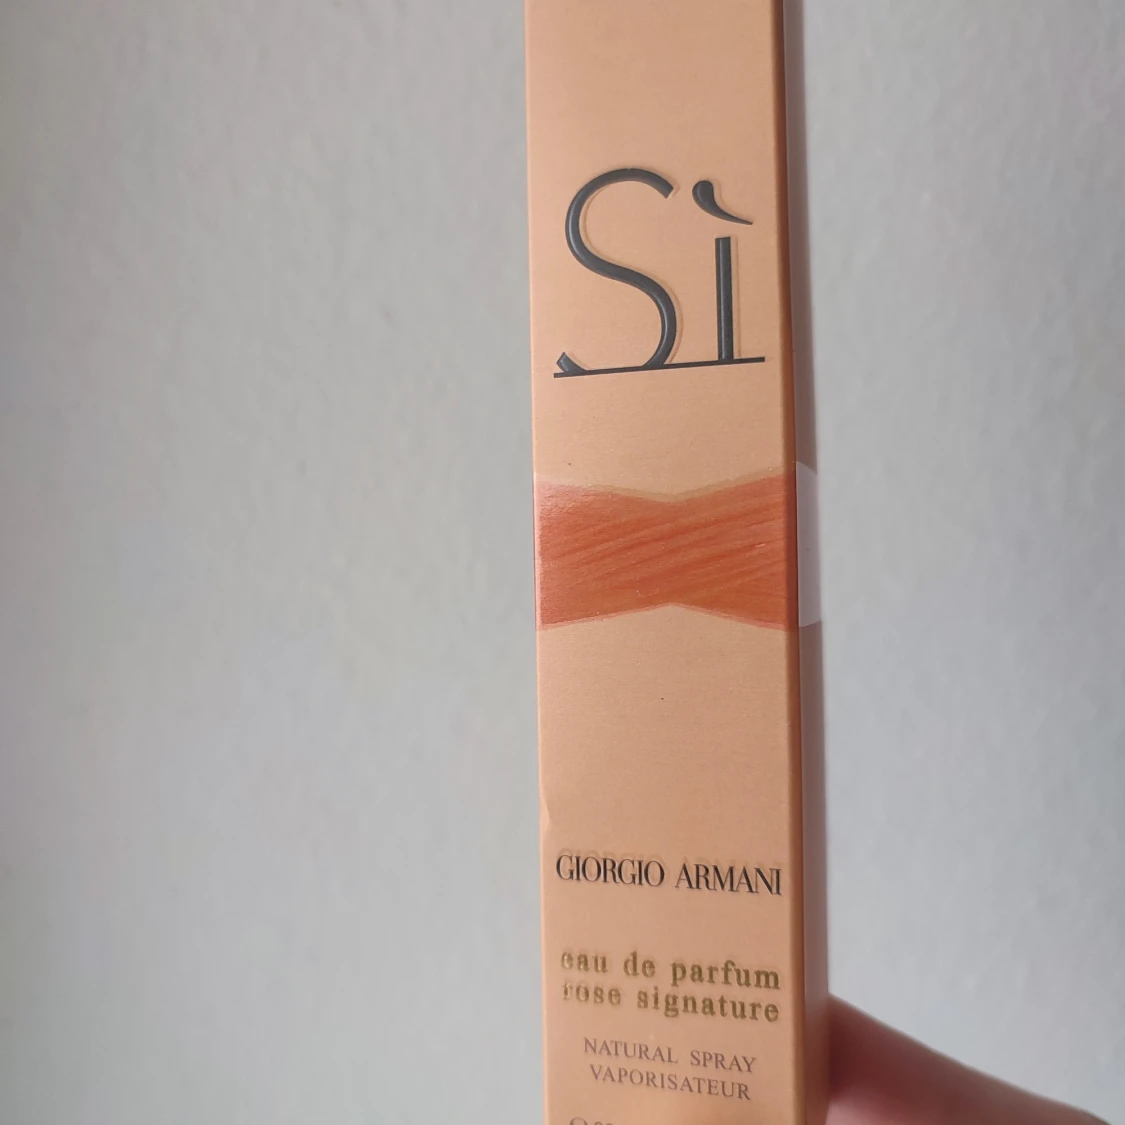 Sì
GIORGIO ARMANI
eau de parfum
rose signature
NATURAL SPRAY
VAPORISATEUR